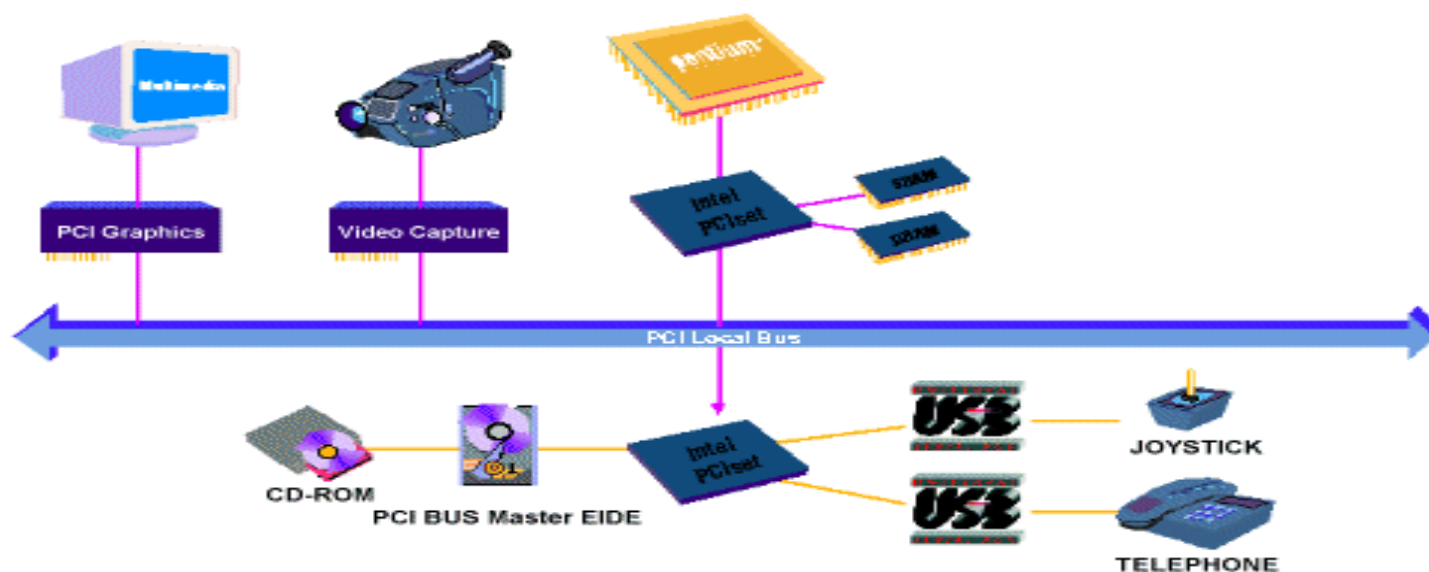 Multimedia
pentium
PCI Graphics
Video Capture
Intel
PCIset
DRAM
PCI Local Bus
CD-ROM
PCI BUS Master EIDE
Intel
PCIset
USB
JOYSTICK
USB
TELEPHONE